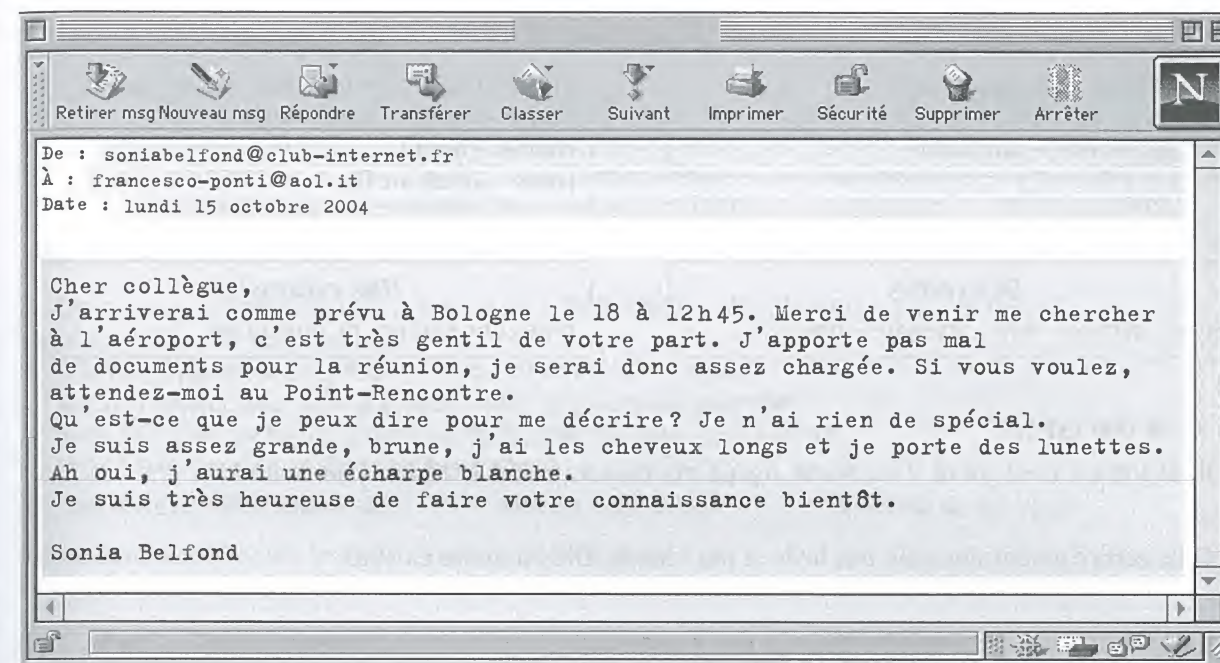 Retirer msg Nouveau msg Répondre Transférer Classer Suivant Imprimer Sécurité Supprimer Arrêter N
De : soniabelfond@club-internet.fr
À : francesco-ponti@aol.it
Date : lundi 15 octobre 2004
Cher collègue,
J'arriverai comme prévu à Bologne le 18 à 12h45. Merci de venir me chercher
à l'aéroport, c'est très gentil de votre part. J'apporte pas mal
de documents pour la réunion, je serai donc assez chargée. Si vous voulez,
attendez-moi au Point-Rencontre.
Qu'est-ce que je peux dire pour me décrire? Je n'ai rien de spécial.
Je suis assez grande, brune, j'ai les cheveux longs et je porte des lunettes.
Ah oui, j'aurai une écharpe blanche.
Je suis très heureuse de faire votre connaissance bientôt.
Sonia Belfond